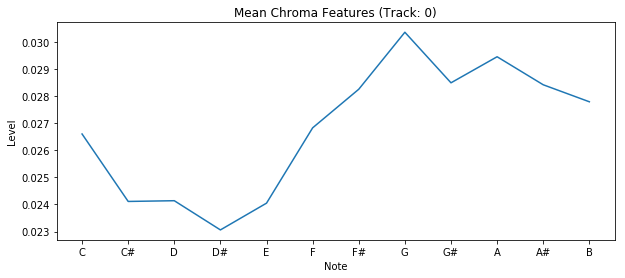 Mean Chroma Features (Track: 0)
0.030
0.029
0.028
0.027
0.026
0.025
0.024
0.023
Level
C C# D D# E F F# G G# A A# B
Note